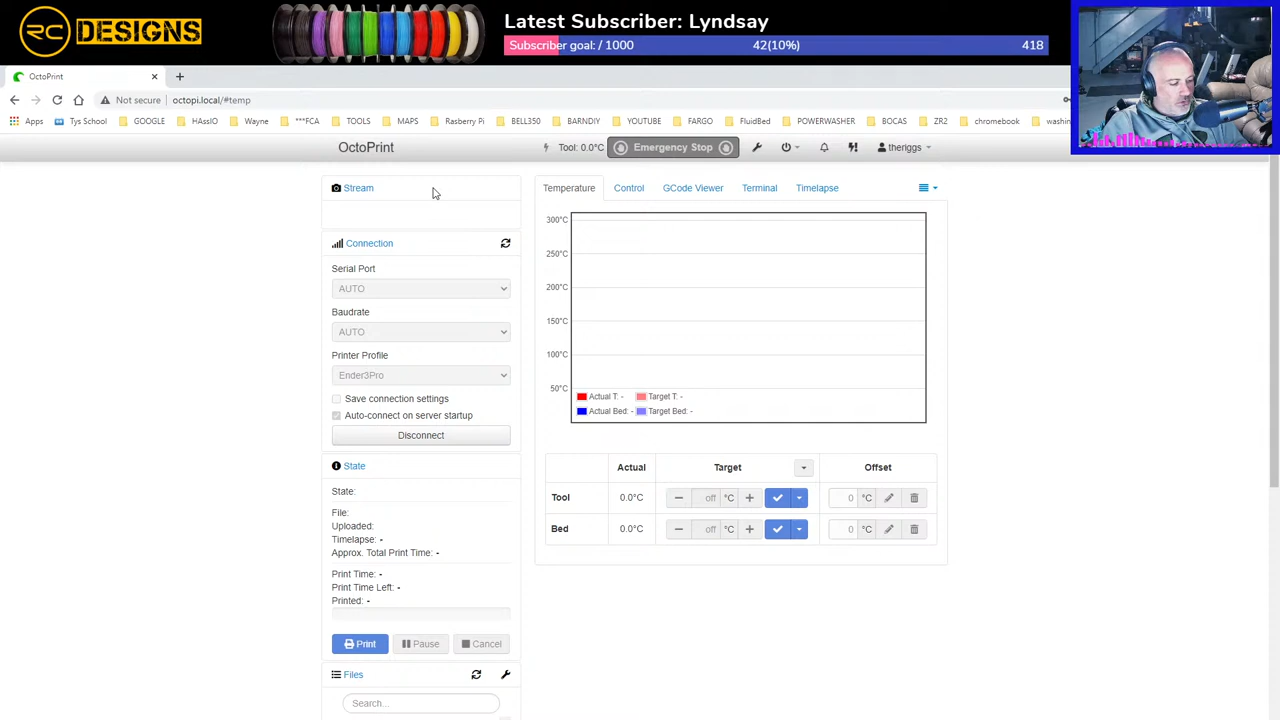 RC DESIGNS
Latest Subscriber: Lyndsay
Subscriber goal: / 1000 42(10%) 418
OctoPrint
Not secure octopi.local/#temp
Apps Tys School GOOGLE HAssIO Wayne ***FCA TOOLS MAPS Rasberry Pi BELL350 BARNDIY YOUTUBE FARGO FluidBed POWERWASHER BOCAS ZR2 chromebook
OctoPrint Tool: 0.0°C Emergency Stop theriggs
Stream
Temperature Control GCode Viewer Terminal Timelapse
Connection
Serial Port
AUTO
Baudrate
AUTO
Printer Profile
Ender3Pro
Save connection settings
Auto-connect on server startup
Disconnect
State
State:
File:
Uploaded:
Timelapse: -
Approx. Total Print Time: -
Print Time: -
Print Time Left: -
Printed: -
Print Pause Cancel
Files
Search...
300°C
250°C
200°C
150°C
100°C
50°C
Actual T: - Target T: -
Actual Bed: - Target Bed: -
Actual Target Offset
Tool 0.0°C off °C 0 °C
Bed 0.0°C off °C 0 °C